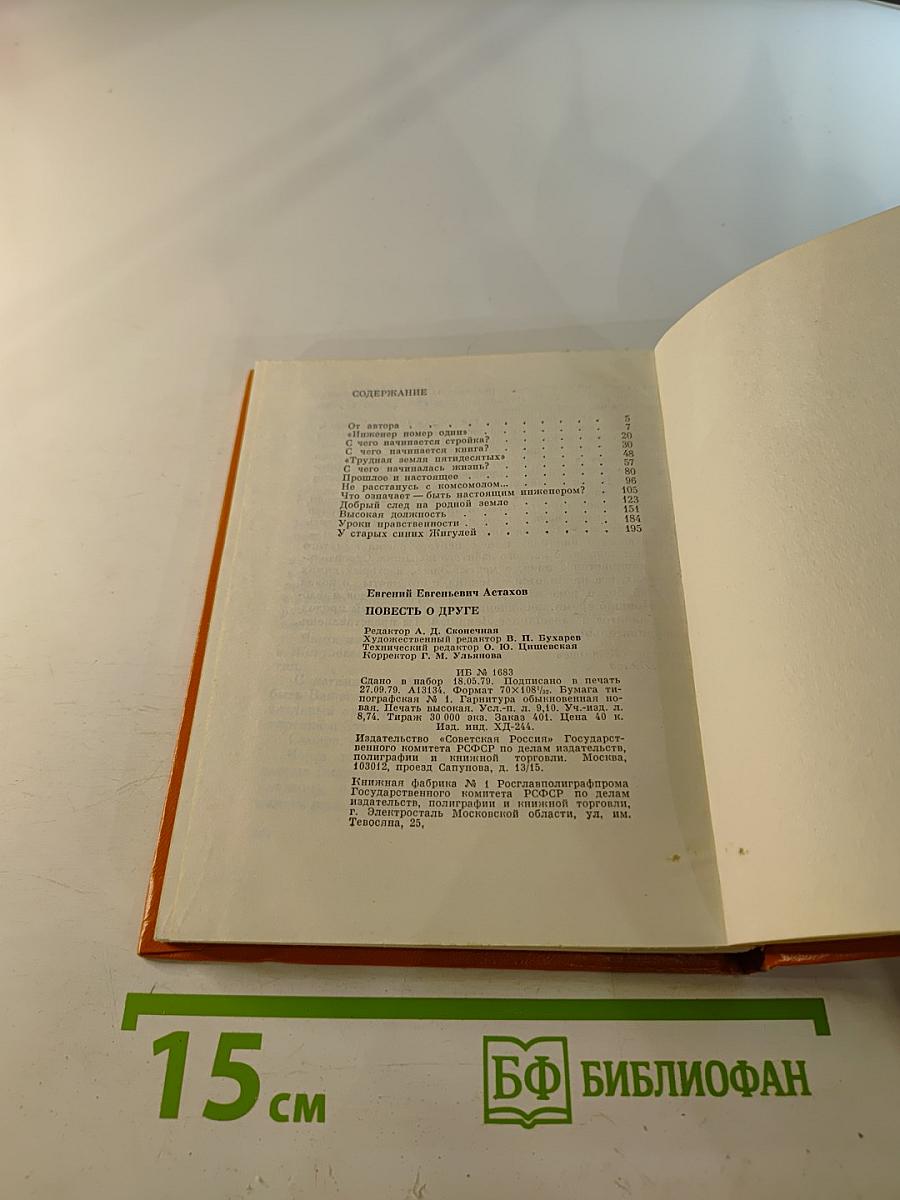 СОДЕРЖАНИЕ
От автора . . . . . . . . . . 5
«Инженер номер один» . . . . . . . 7
С чего начинается стройка? . . . . . . 20
С чего начинается книга? . . . . . . 30
«Трудная земля пятидесятых» . . . . . 48
С чего начиналась жизнь? . . . . . . 57
Прошлое и настоящее . . . . . . . 80
Не расстанусь с комсомолом... . . . . . 96
Что означает — быть настоящим инженером? . 105
Добрый след на родной земле . . . . . 123
Высокая должность . . . . . . . 151
Уроки нравственности . . . . . . . 184
У старых синих Жигулей . . . . . . 195
Евгений Евгеньевич Астахов
ПОВЕСТЬ О ДРУГЕ
Редактор А. Д. Сконечная
Художественный редактор В. П. Бухарев
Технический редактор О. Ю. Цишевская
Корректор Г. М. Ульянова
ИБ № 1683
Сдано в набор 18.05.79. Подписано в печать
27.09.79. А13134. Формат 70×108¹/₃₂. Бумага ти-
пографская № 1. Гарнитура обыкновенная но-
вая. Печать высокая. Усл.-п. л. 9,10. Уч.-изд. л.
8,74. Тираж 30 000 экз. Заказ 401. Цена 40 к.
Изд. инд. ХД-244.
Издательство «Советская Россия» Государст-
венного комитета РСФСР по делам издательств,
полиграфии и книжной торговли. Москва,
103012, проезд Сапунова, д. 13/15.
Книжная фабрика № 1 Росглавполиграфпрома
Государственного комитета РСФСР по делам
издательств, полиграфии и книжной торговли,
г. Электросталь Московской области, ул. им.
Тевосяна, 25,
15 см
БФ БИБЛИОФАН